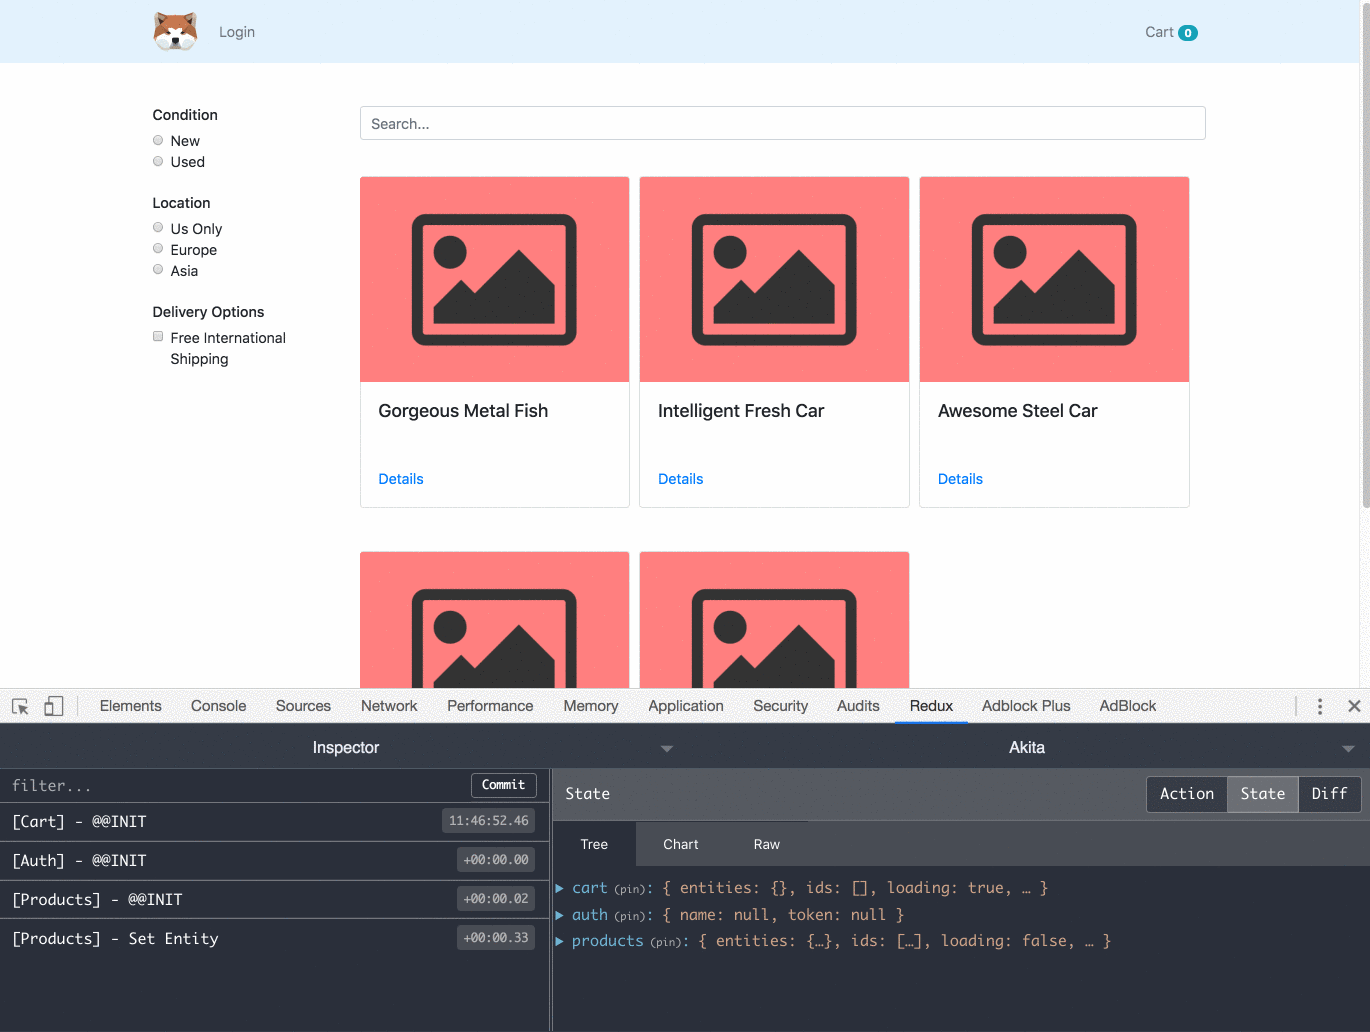 Login
Cart 0
Condition
New
Used
Location
Us Only
Europe
Asia
Delivery Options
Free International
Shipping
Search...
Gorgeous Metal Fish
Details
Intelligent Fresh Car
Details
Awesome Steel Car
Details
Elements Console Sources Network Performance Memory Application Security Audits Redux Adblock Plus AdBlock
Inspector
Akita
filter... Commit
[Cart] - @@INIT 11:46:52.46
[Auth] - @@INIT +00:00.00
[Products] - @@INIT +00:00.02
[Products] - Set Entity +00:00.33
State Action State Diff
Tree Chart Raw
cart (pin): { entities: {}, ids: [], loading: true, … }
auth (pin): { name: null, token: null }
products (pin): { entities: {…}, ids: […], loading: false, … }